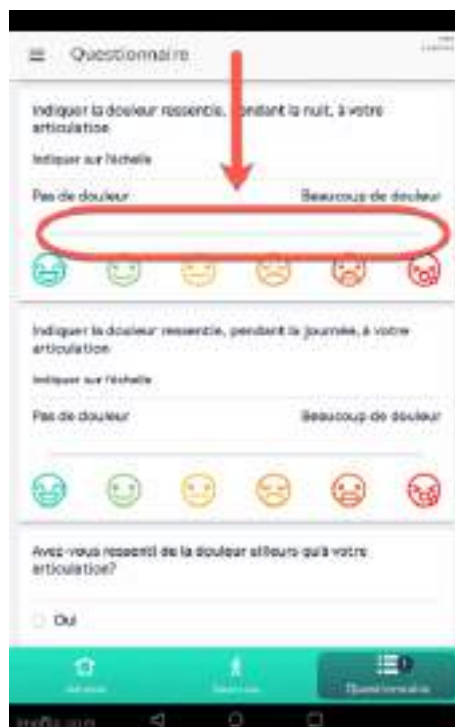 Questionnaire
Indiquer la douleur ressentie, pendant la nuit, à votre
articulation
Indiquer sur l'échelle
Pas de douleur
Beaucoup de douleur
Indiquer la douleur ressentie, pendant la journée, à votre
articulation
Indiquer sur l'échelle
Pas de douleur
Beaucoup de douleur
Avez-vous ressenti de la douleur ailleurs qu'à votre
articulation?
Oui
Questionnaire